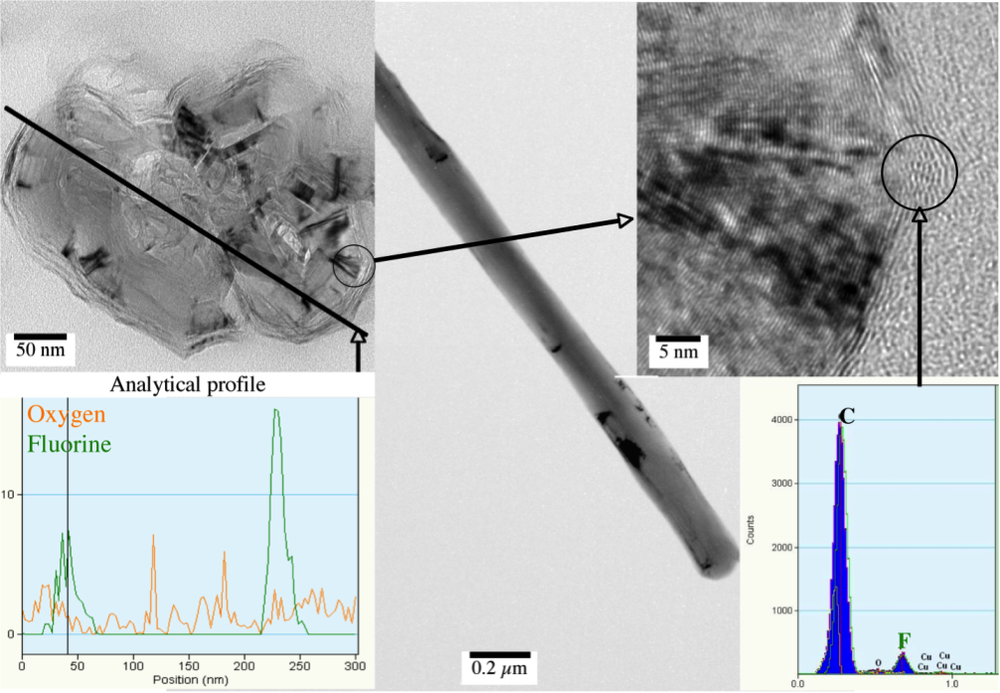 50 nm
5 nm
Analytical profile
Oxygen
Fluorine
10
0
0
50
100
150
200
250
300
Position (nm)
0.2 µm
Counts
4000
3000
2000
1000
C
O
F
Cu
Cu
Cu
Cu
Cu
0.0
1.0